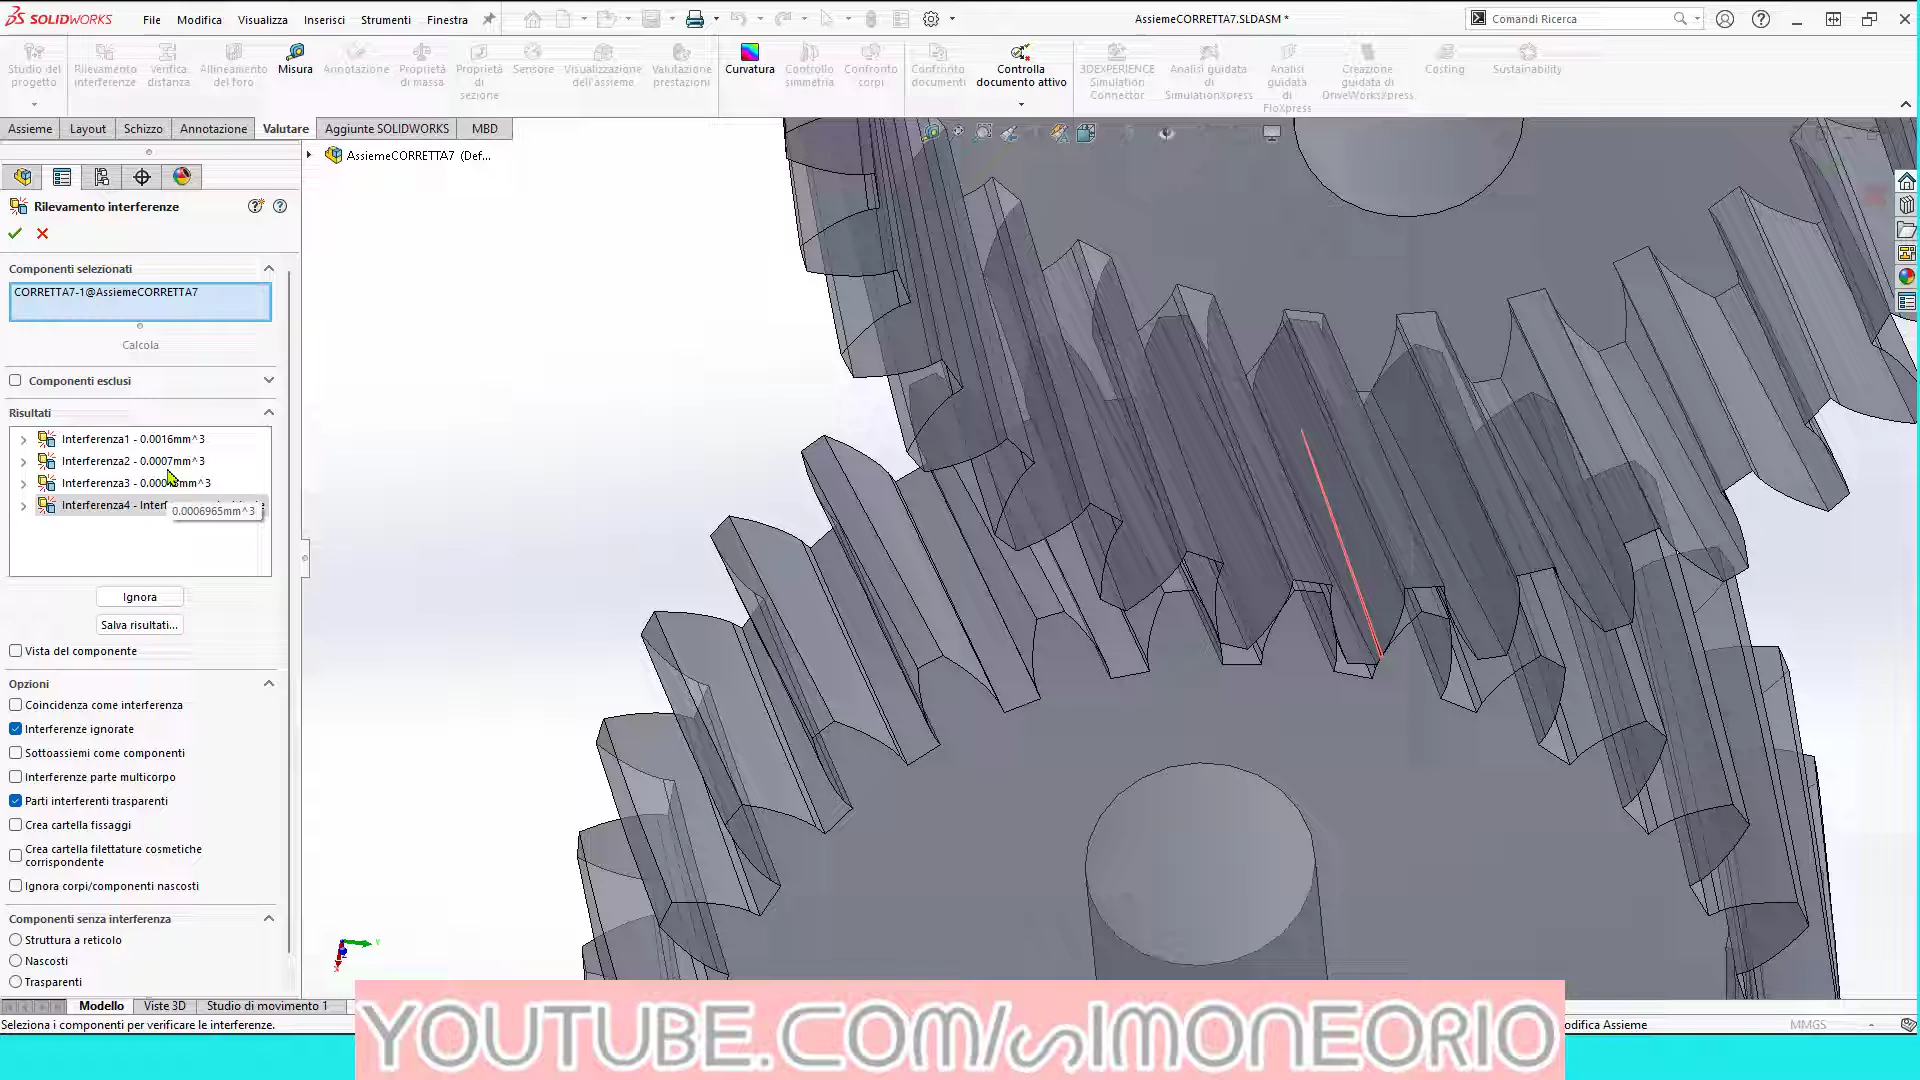 SOLIDWORKS File Modifica Visualizza Inserisci Strumenti Finestra AssiemeCORRETTA7.SLDASM * Comandi Ricerca
Studio del progetto
Rilevamento interferenze
Verifica distanza
Allineamento del foro
Misura
Annotazione
Proprietà di massa
Proprietà di sezione
Sensore
Visualizzazione dell'assieme
Valutazione prestazioni
Curvatura
Controllo simmetria
Confronto corpi
Confronto documenti
Controlla documento attivo
3DEXPERIENCE Simulation Connector
Analisi guidata di SimulationXpress
Analisi guidata di FloXpress
Creazione guidata di DriveWorksXpress
Costing
Sustainability
Assieme Layout Schizzo Annotazione Valutare Aggiunte SOLIDWORKS MBD
AssiemeCORRETTA7 (Def...
Rilevamento interferenze
Componenti selezionati
CORRETTA7-1@AssiemeCORRETTA7
Calcola
Componenti esclusi
Risultati
Interferenza1 - 0.0016mm^3
Interferenza2 - 0.0007mm^3
Interferenza3
Interferenza4
0.0006965mm^3
Ignora
Salva risultati...
Vista del componente
Opzioni
Coincidenza come interferenza
Interferenze ignorate
Sottoassiemi come componenti
Interferenze parte multicorpo
Parti interferenti trasparenti
Crea cartella fissaggi
Crea cartella filettature cosmetiche
corrispondente
Ignora corpi/componenti nascosti
Componenti senza interferenza
Struttura a reticolo
Nascosti
Trasparenti
Modello Viste 3D Studio di movimento 1
Seleziona i componenti per verificare le interferenze.
odifica Assieme MMGS
YOUTUBE.COM/SIMONEORIO